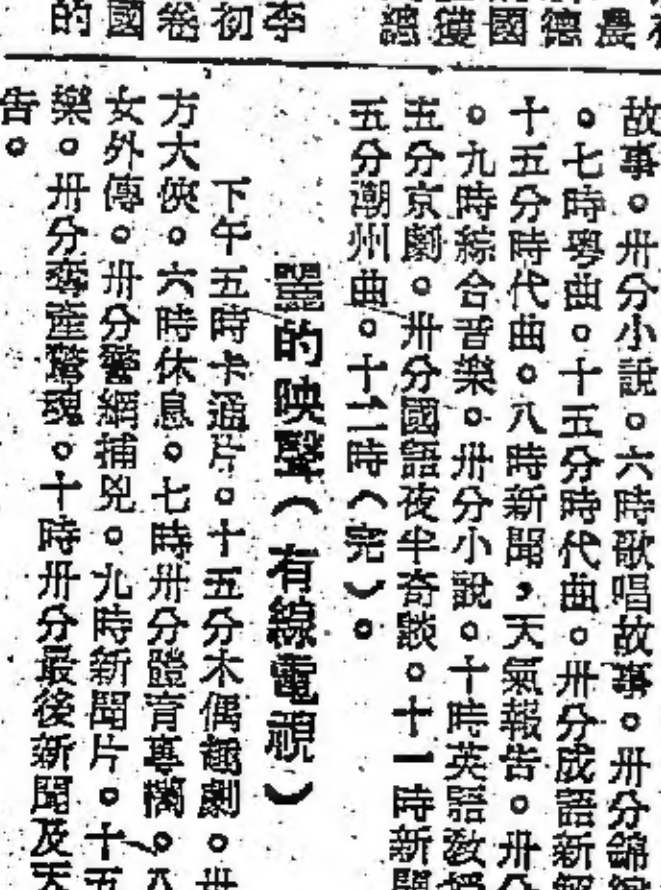 農
德
國
獲
李
初
卷
國
的
故事。卅分小說。六時歌唱故事。卅分錦
。七時粵曲。十五分時代曲。卅分成語新解
十五分時代曲。八時新聞，天氣報告。卅分
。九時綜合音樂。卅分小說。十時英語教授
五分京劇。卅分國語夜半奇談。十一時新聞
五分潮州曲。十二時（完）。
麗的映聲（有線電視）
下午五時卡通片。十五分木偶趣劇。卅
方大俠。六時休息。七時卅分體育專欄。八
女外傳。卅分警網捕兇。九時新聞片。十五
樂。卅分奪產驚魂。十時卅分最後新聞及天
告。